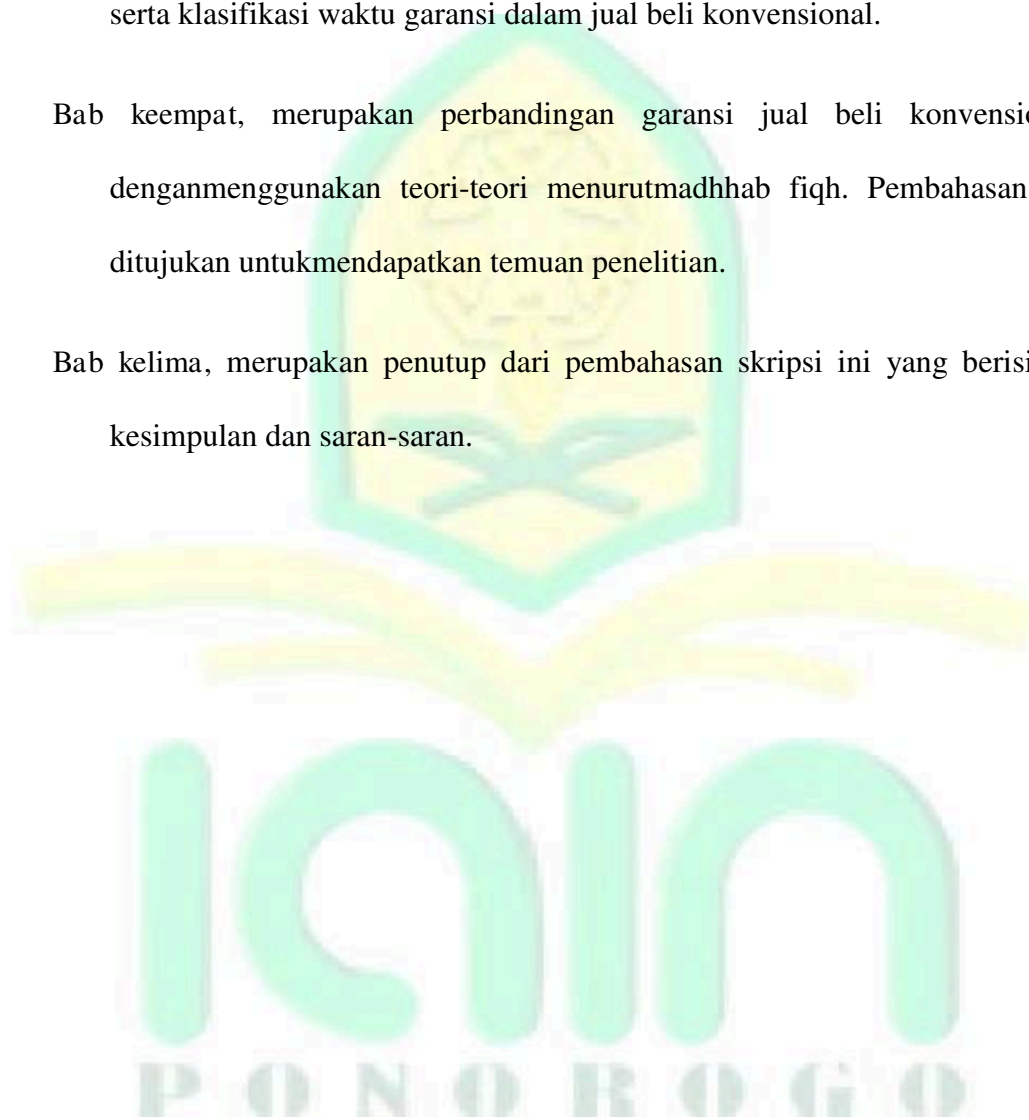 serta klasifikasi waktu garansi dalam jual beli konvensional.
Bab keempat, merupakan perbandingan garansi jual beli
denganmenggunakan teori-teori menurutmadhhab fiqh. Pembahasan
ditujukan untukmendapatkan temuan penelitian.
Bab kelima, merupakan penutup dari pembahasan skripsi ini yang berisi
kesimpulan dan saran-saran.
iain
PONOROGO